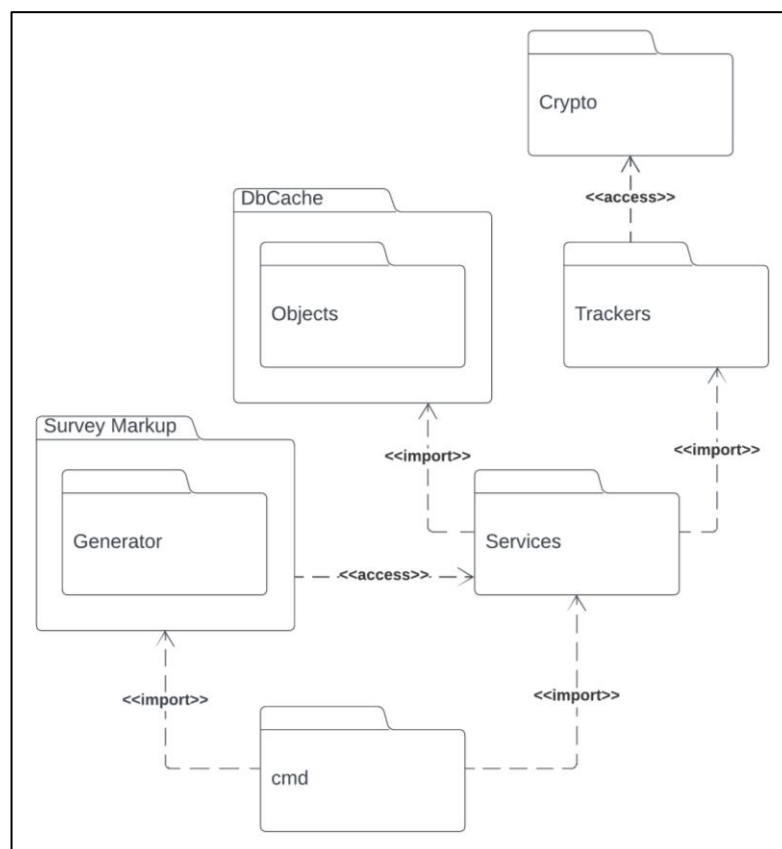 Crypto
<<access>>
DbCache
Objects
Trackers
Survey Markup
<<import>>
<<import>>
Generator
Services
<<access>>
<<import>>
<<import>>
cmd